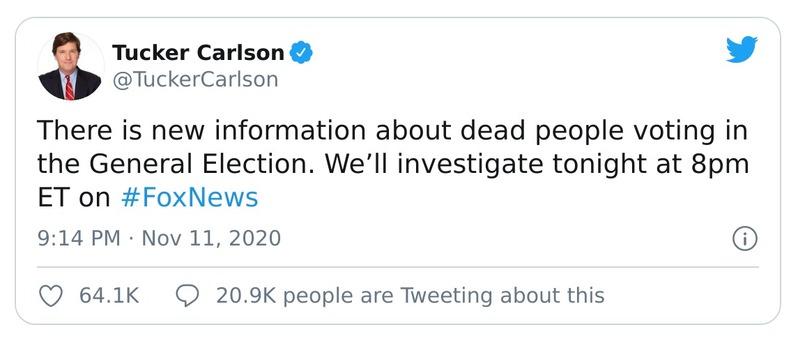 Tucker Carlson
@TuckerCarlson
There is new information about dead people voting in
the General Election. We’ll investigate tonight at 8pm
ET on #FoxNews
9:14 PM · Nov 11, 2020
64.1K 20.9K people are Tweeting about this